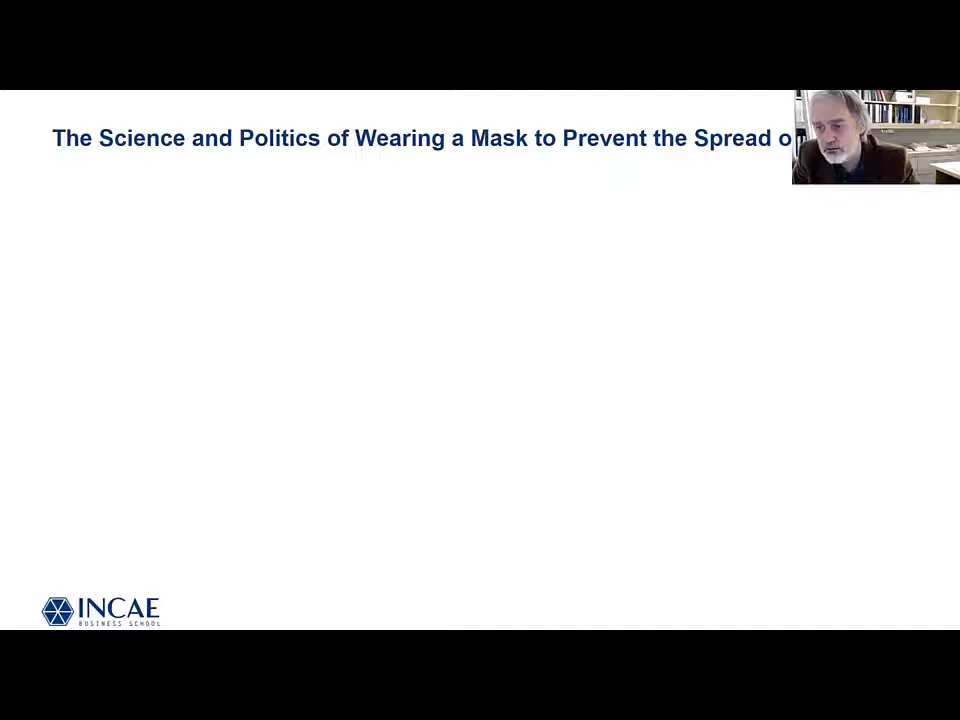 The Science and Politics of Wearing a Mask to Prevent the Spread o
INCAE
BUSINESS SCHOOL